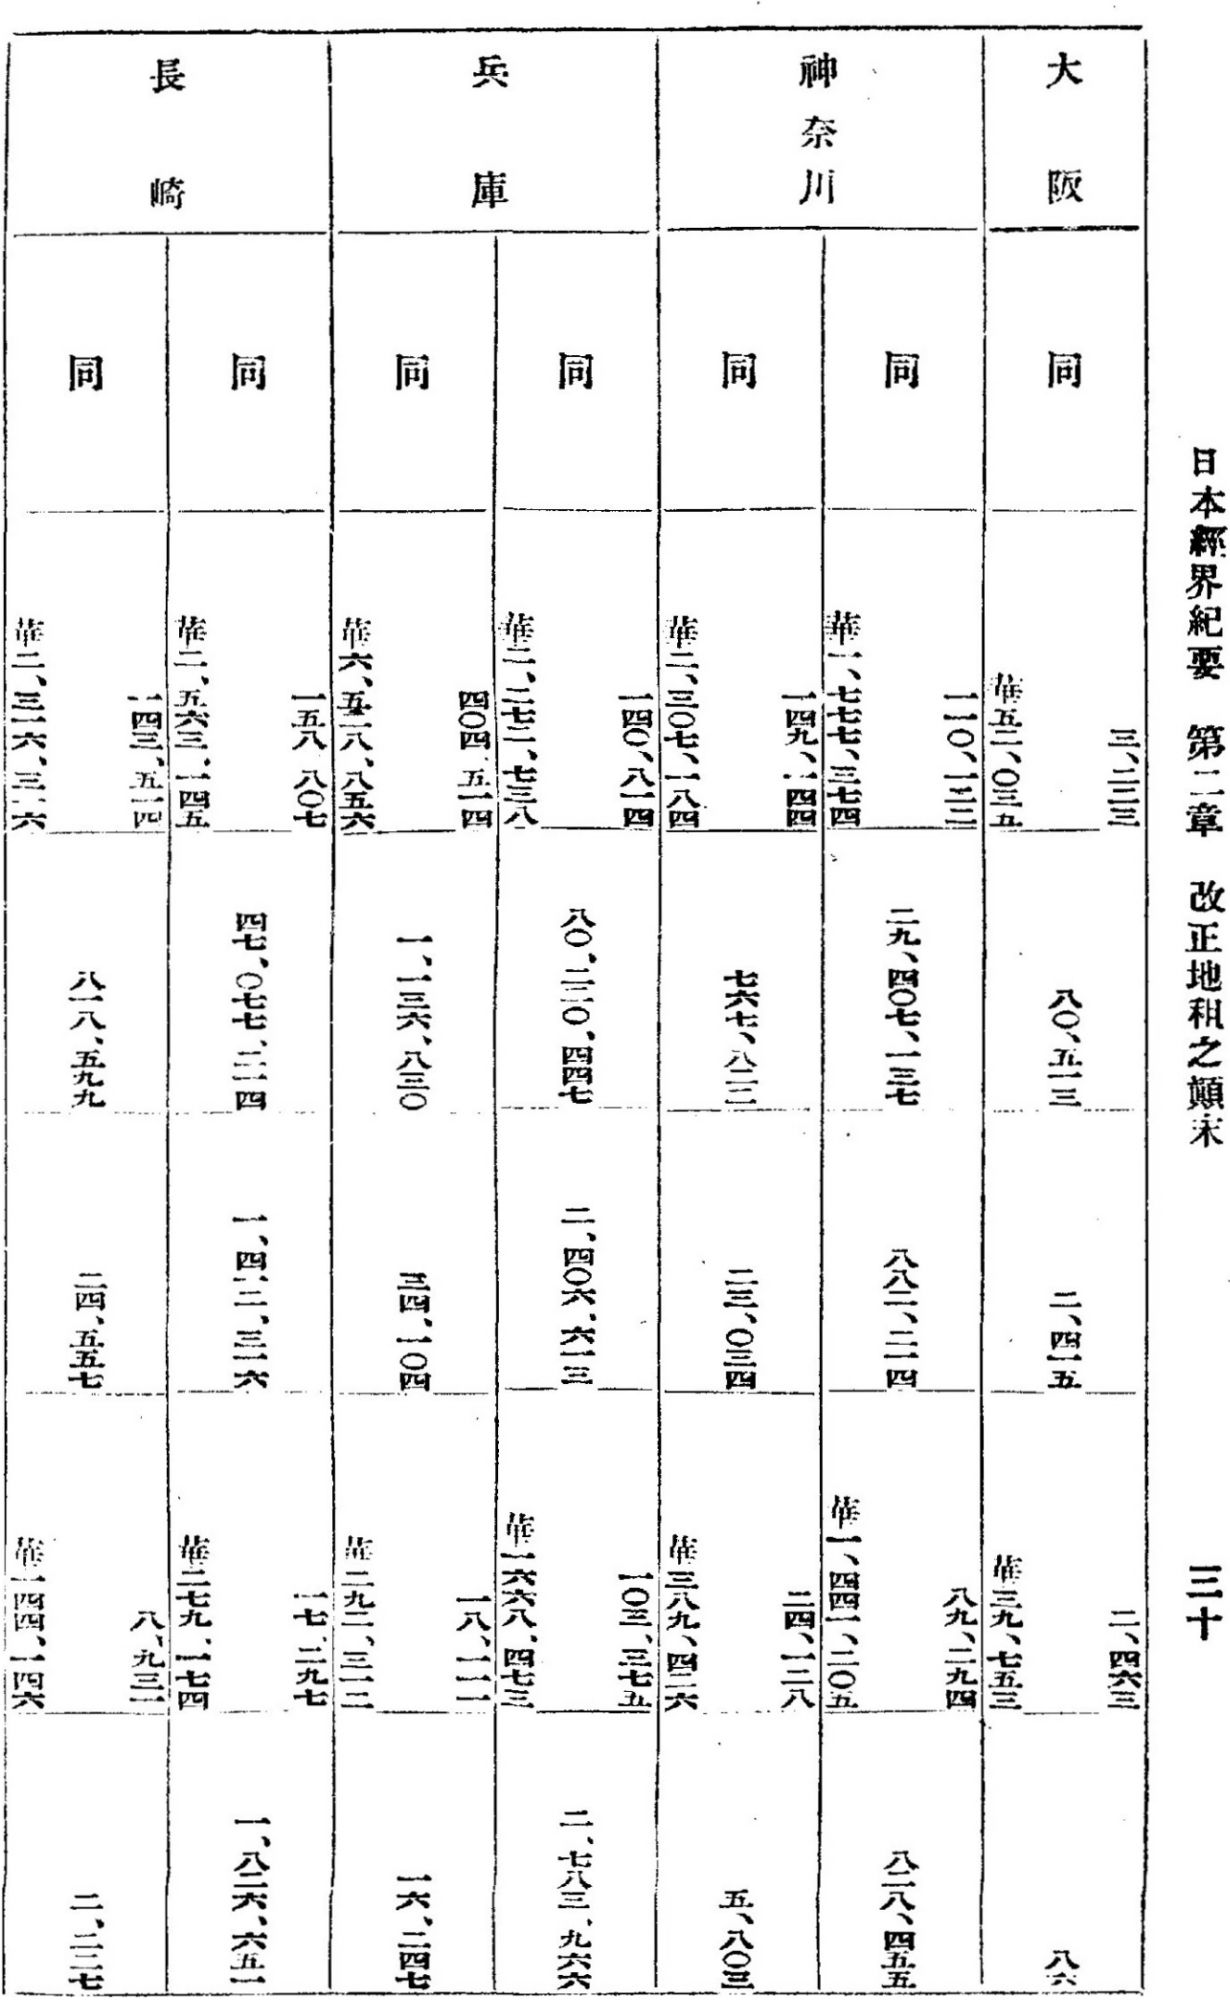 日本經界紀要 第二章 改正地租之顚末 三十
大阪
同
三、二二三
華五二、〇三九
八〇、五一三
二、四一五
二、四六三
華三九、七五三
八六
神奈川
同
一一〇、一二二
華一、七七七、三七四
二九、四〇七、一三七
八八二、二一四
八九、二九四
華一、四四一、二〇五
八二八、四五五
同
一四九、一四四
華二、三〇七、一八四
七六七、八二二
二三、〇三四
二四、一二八
華三八九、四二六
五、八〇三
兵庫
同
一四〇、八一四
華二、二七二、七三八
八〇、二二〇、四四七
二、四〇六、六一三
一〇三、三七五
華一六六八、四七三
二、七八三、九六六
同
四〇四、五一四
華六、五二八、八五六
一、一三六、八三〇
三四、一〇四
一八、一一一
華二九二、三一二
一六、二四七
長崎
同
一五八、八〇七
華二、五六三、一四五
四七、〇七七、二一四
一、四一二、三一六
一七、二九七
華二七九、一七四
一、八二六、六五一
同
一四三、五一四
華二、三一六、三一六
八一八、五九九
二四、五五七
八、九三一
華一四四、一四六
二、二二七